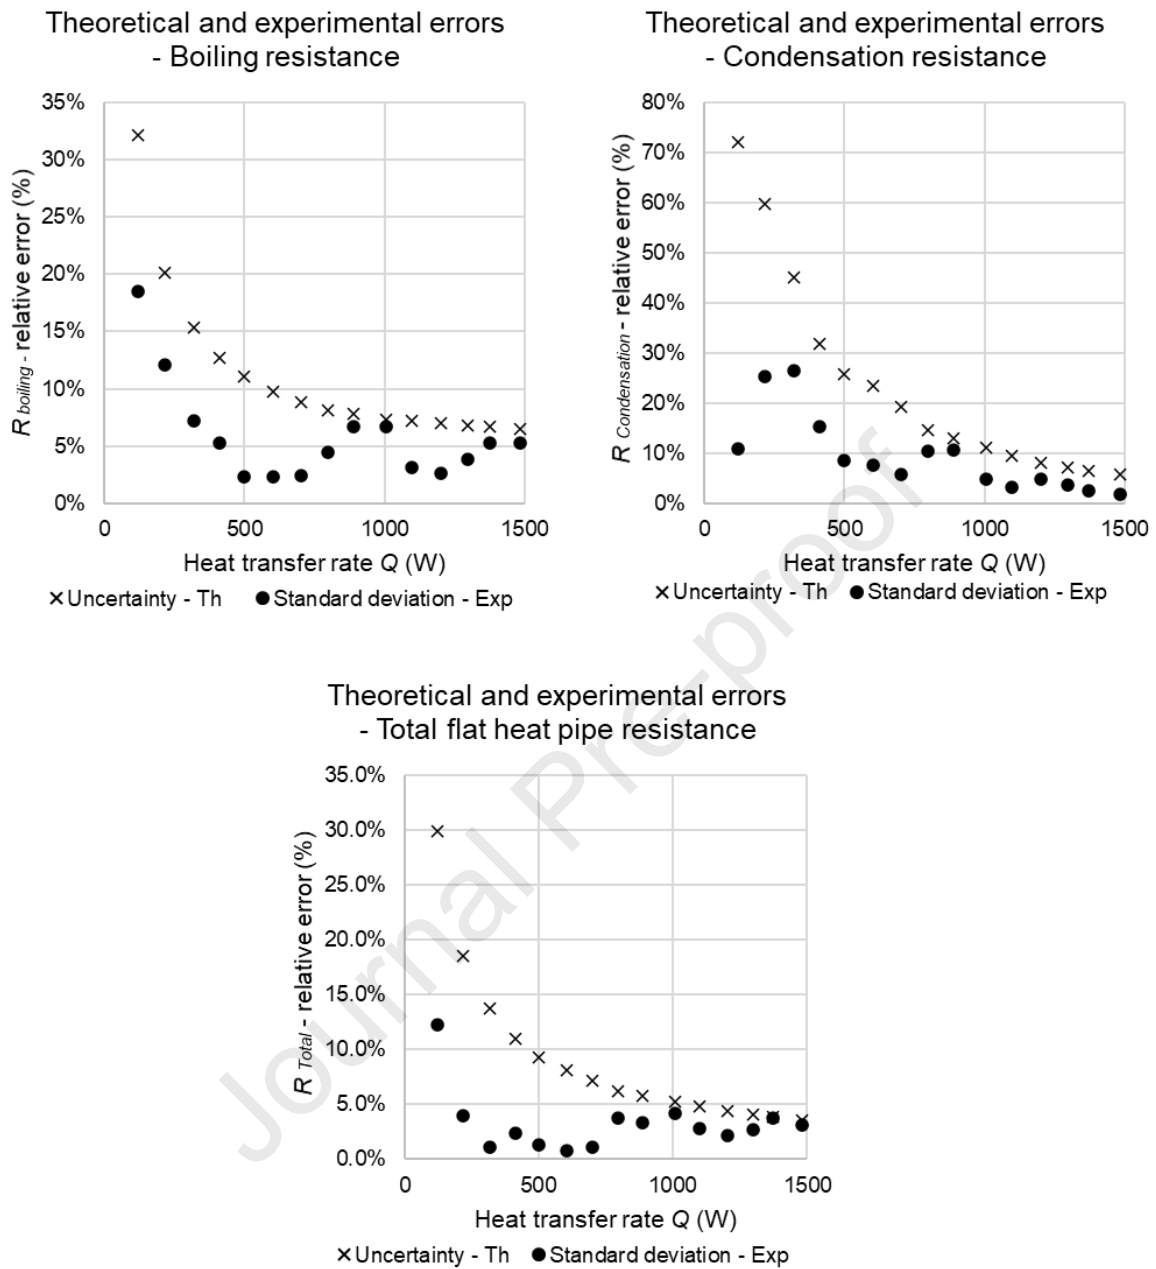 Theoretical and experimental errors
- Boiling resistance
35%
30%
25%
20%
15%
10%
5%
0%
R boiling - relative error (%)
0 500 1000 1500
Heat transfer rate Q (W)
×Uncertainty - Th ●Standard deviation - Exp
Theoretical and experimental errors
- Condensation resistance
80%
70%
60%
50%
40%
30%
20%
10%
0%
R Condensation - relative error (%)
0 500 1000 1500
Heat transfer rate Q (W)
×Uncertainty - Th ●Standard deviation - Exp
Theoretical and experimental errors
- Total flat heat pipe resistance
35.0%
30.0%
25.0%
20.0%
15.0%
10.0%
5.0%
0.0%
R Total - relative error (%)
0 500 1000 1500
Heat transfer rate Q (W)
×Uncertainty - Th ●Standard deviation - Exp
Journal Pre-proof